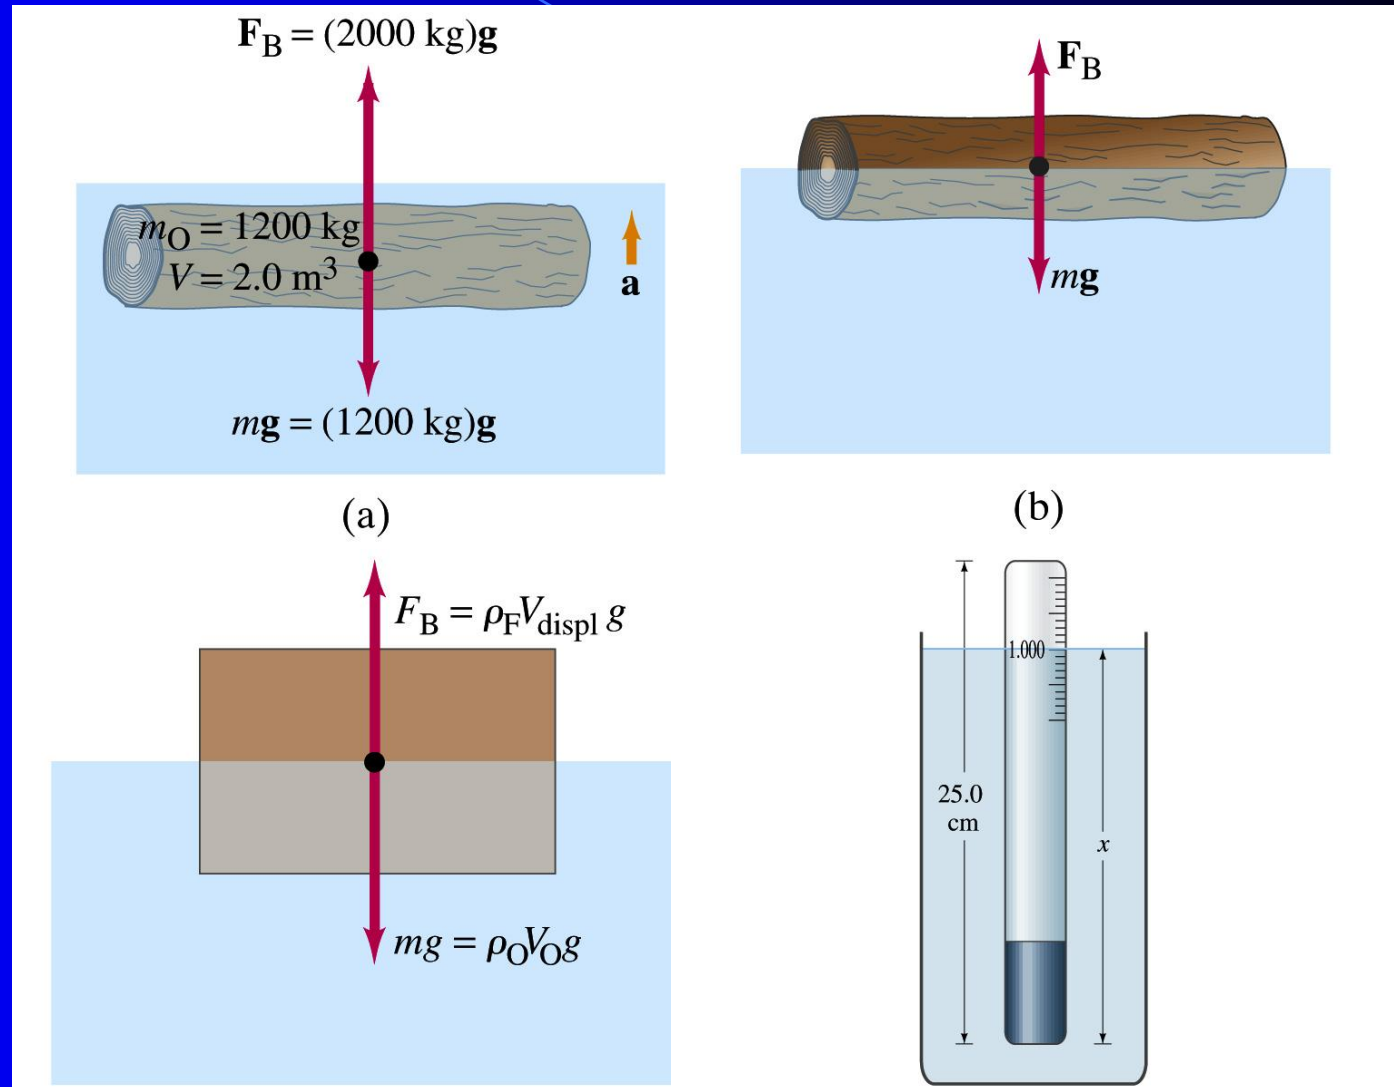 F_B = (2000 kg)g
m_O = 1200 kg
V = 2.0 m³
a
mg = (1200 kg)g
(a)
F_B
mg
(b)
F_B = ρ_F V_displ g
mg = ρ_O V_O g
25.0
cm
1.000
x